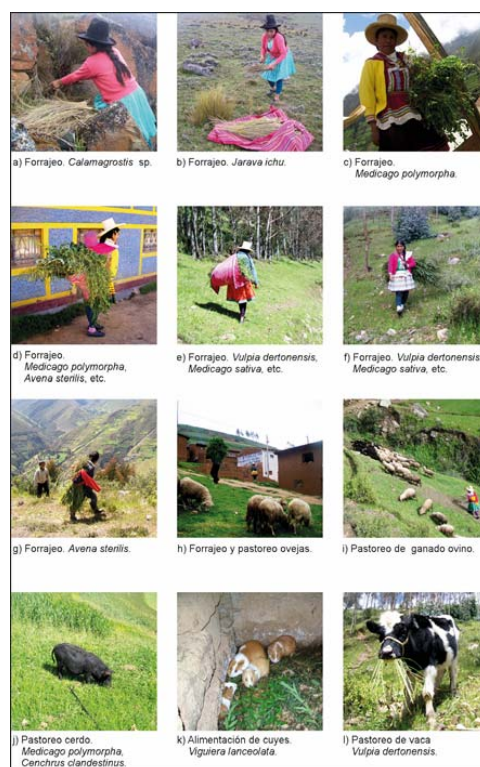 a) Forrajeo. Calamagrostis sp.
b) Forrajeo. Jarava ichu.
c) Forrajeo.
Medicago polymorpha.
d) Forrajeo.
Medicago polymorpha,
Avena sterilis, etc.
e) Forrajeo. Vulpia dertonensis,
Medicago sativa, etc.
f) Forrajeo. Vulpia dertonensis
Medicago sativa, etc.
g) Forrajeo. Avena sterilis.
h) Forrajeo y pastoreo ovejas.
i) Pastoreo de ganado ovino.
j) Pastoreo cerdo.
Medicago polymorpha,
Cenchrus clandestinus.
k) Alimentación de cuyes.
Viguiera lanceolata.
l) Pastoreo de vaca
Vulpia dertonensis.